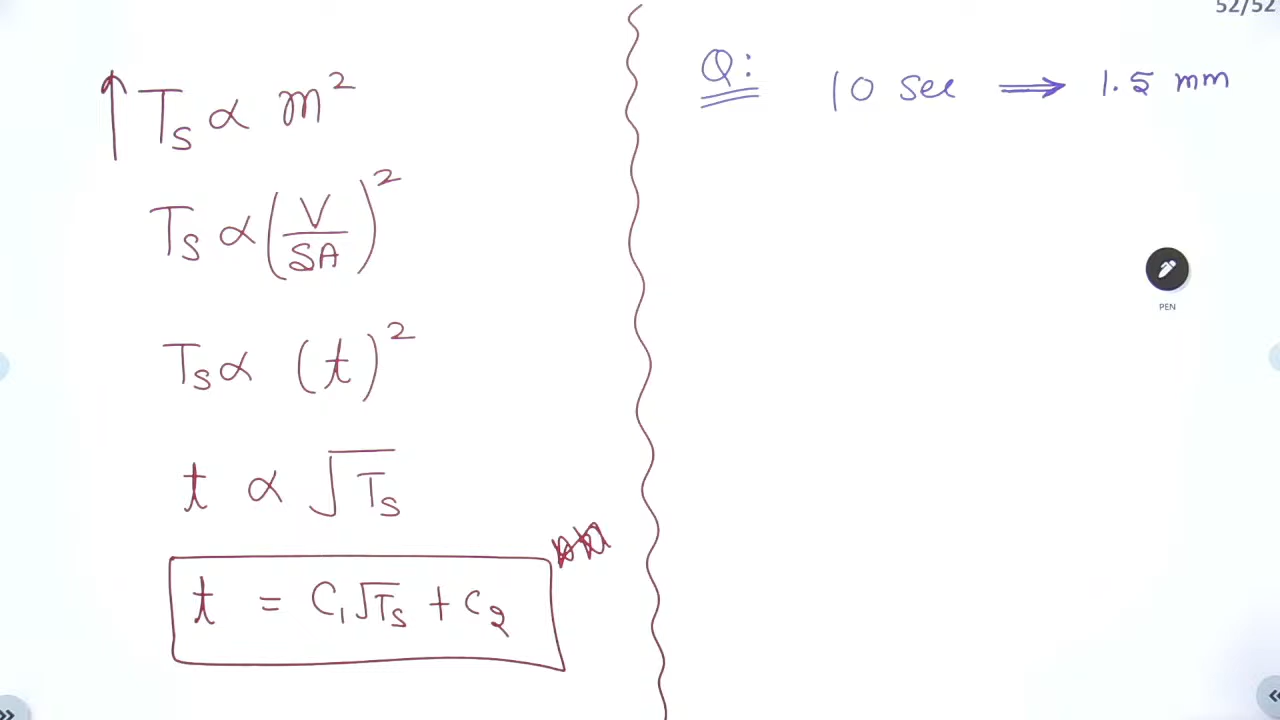 52/52
Ts ∝ m²
Ts ∝ (V/SA)²
Ts ∝ (t)²
t ∝ √Ts
t = C₁√Ts + C₂
Q: 10 Sec ⟹ 1.5 mm
PEN